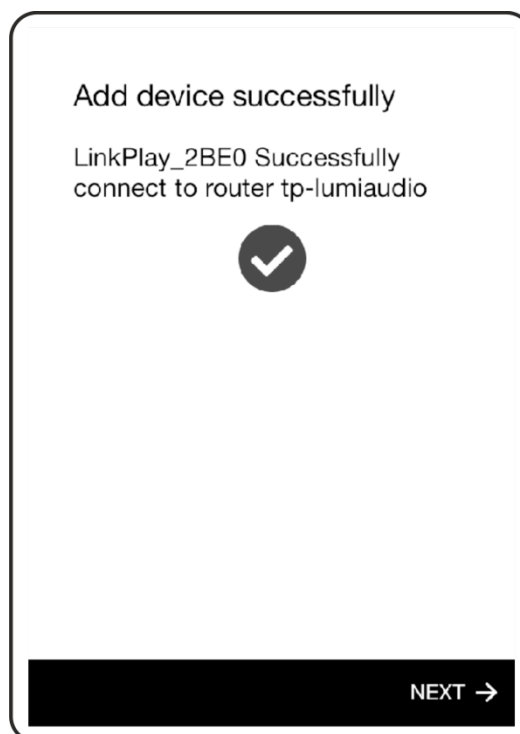 Add device successfully
LinkPlay_2BE0 Successfully
connect to router tp-lumiaudio
NEXT →